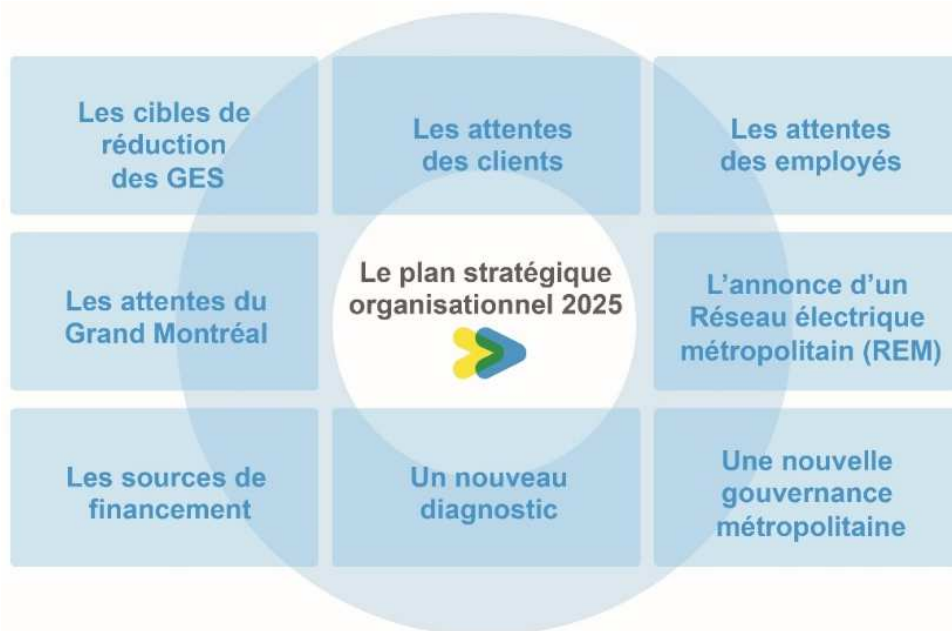 Les cibles de
réduction
des GES
Les attentes
des clients
Les attentes
des employés
Les attentes du
Grand Montréal
Le plan stratégique
organisationnel 2025
L'annonce d'un
Réseau électrique
métropolitain (REM)
Les sources de
financement
Un nouveau
diagnostic
Une nouvelle
gouvernance
métropolitaine